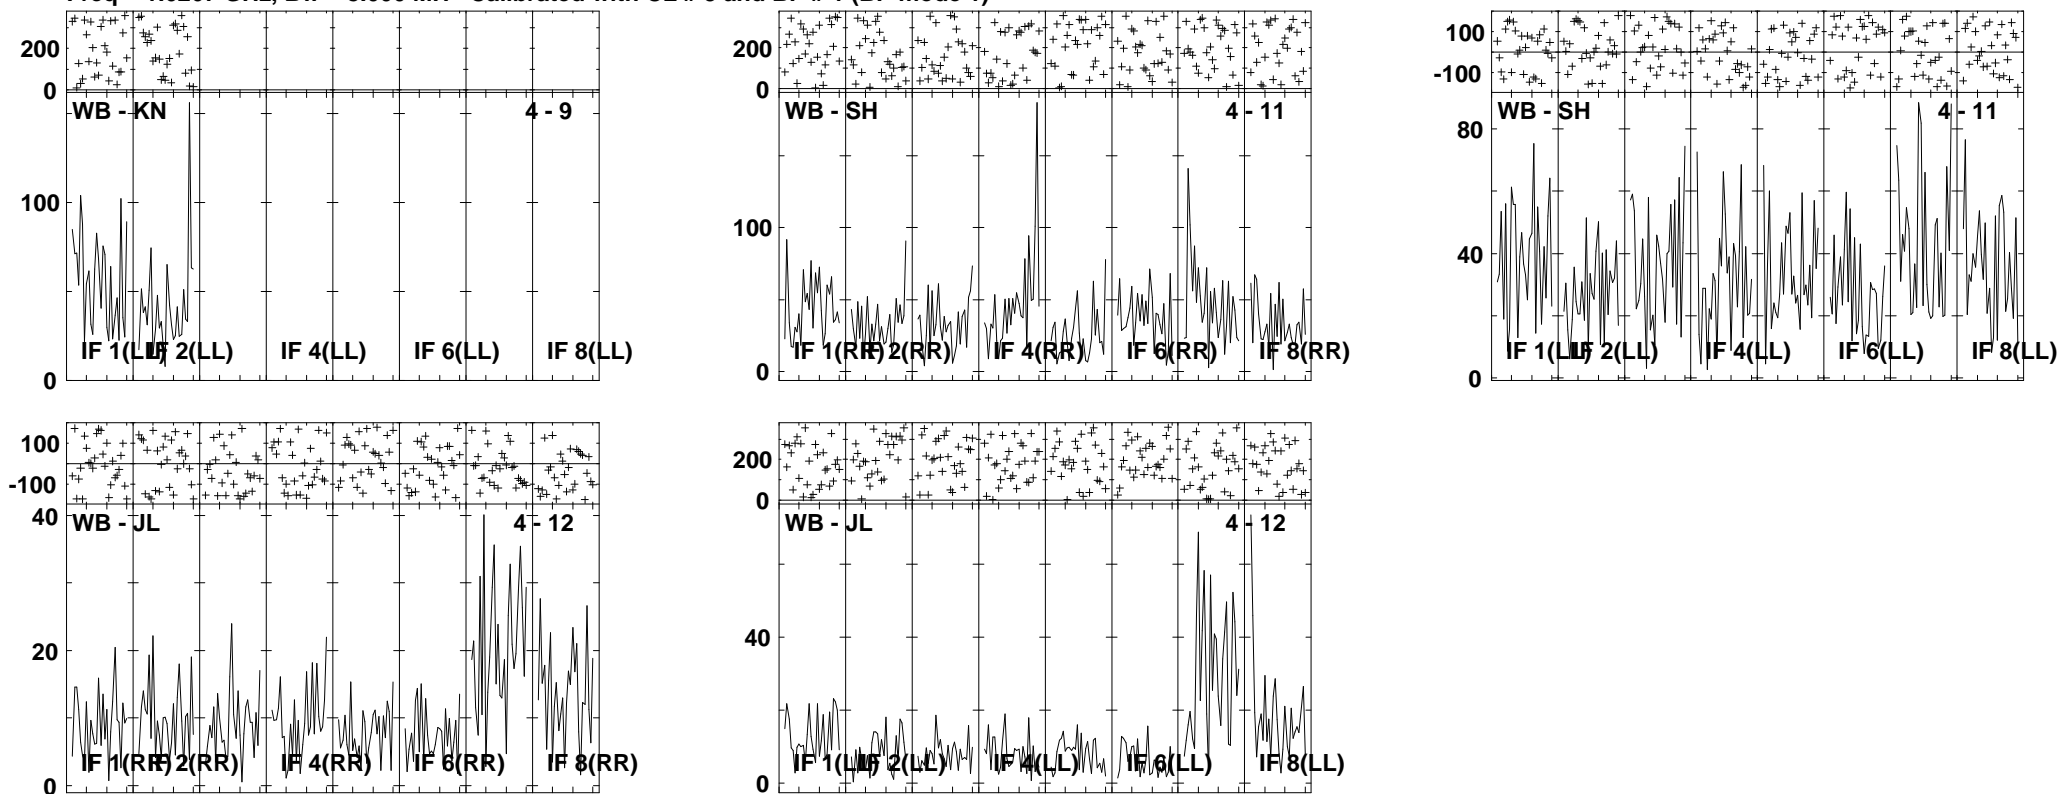 200
0
WB - KN
4 - 9
100
0
IF 1(LL)
IF 2(LL)
IF 4(LL)
IF 6(LL)
IF 8(LL)
200
0
WB - SH
4 - 11
100
0
IF 1(RR)
IF 2(RR)
IF 4(RR)
IF 6(RR)
IF 8(RR)
100
-100
WB - SH
4 - 11
80
40
0
IF 1(LL)
IF 2(LL)
IF 4(LL)
IF 6(LL)
IF 8(LL)
100
-100
WB - JL
4 - 12
40
20
0
IF 1(RR)
IF 2(RR)
IF 4(RR)
IF 6(RR)
IF 8(RR)
200
0
WB - JL
4 - 12
40
0
IF 1(LL)
IF 2(LL)
IF 4(LL)
IF 6(LL)
IF 8(LL)